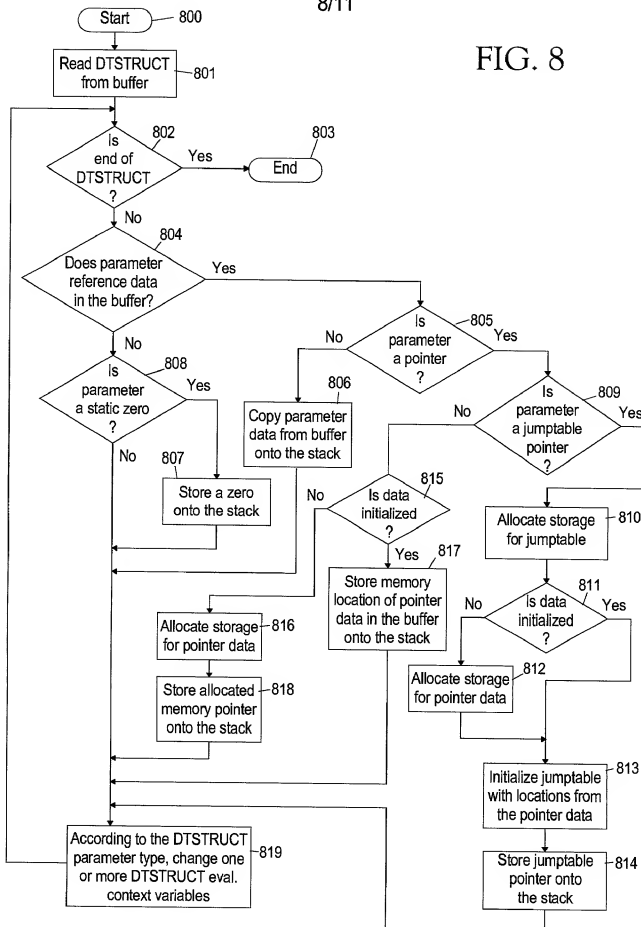 8/11
FIG. 8
Start
800
Read DTSTRUCT
from buffer
801
Is
end of
DTSTRUCT
?
802
Yes
End
803
No
Does parameter
reference data
in the buffer?
804
Yes
No
Is
parameter
a pointer
?
805
No
Yes
Is
parameter
a static zero
?
808
Yes
No
Copy parameter
data from buffer
onto the stack
806
Is
parameter
a jumptable
pointer
?
809
No
Yes
Store a zero
onto the stack
807
Is data
initialized
?
815
No
Yes
Allocate storage
for jumptable
810
Store memory
location of pointer
data in the buffer
onto the stack
817
Is data
initialized
?
811
No
Yes
Allocate storage
for pointer data
816
Allocate storage
for pointer data
812
Store allocated
memory pointer
onto the stack
818
Initialize jumptable
with locations from
the pointer data
813
According to the DTSTRUCT
parameter type, change one
or more DTSTRUCT eval.
context variables
819
Store jumptable
pointer onto
the stack
814